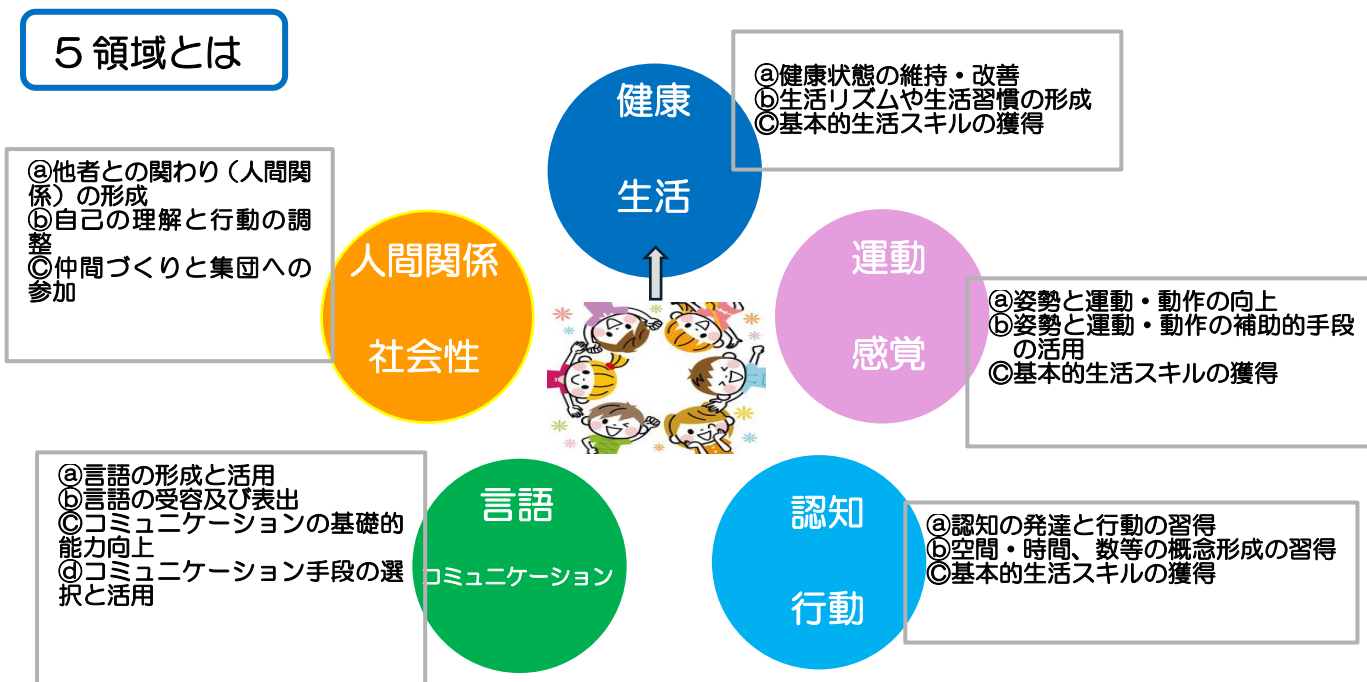 5領域とは
健康
生活
ⓐ健康状態の維持・改善
ⓑ生活リズムや生活習慣の形成
Ⓒ基本的生活スキルの獲得
ⓐ他者との関わり（人間関
係）の形成
ⓑ自己の理解と行動の調
整
Ⓒ仲間づくりと集団への
参加
人間関係
社会性
運動
感覚
ⓐ姿勢と運動・動作の向上
ⓑ姿勢と運動・動作の補助的手段
の活用
Ⓒ基本的生活スキルの獲得
ⓐ言語の形成と活用
ⓑ言語の受容及び表出
Ⓒコミュニケーションの基礎的
能力向上
ⓓコミュニケーション手段の選
択と活用
言語
コミュニケーション
認知
行動
ⓐ認知の発達と行動の習得
ⓑ空間・時間、数等の概念形成の習得
Ⓒ基本的生活スキルの獲得